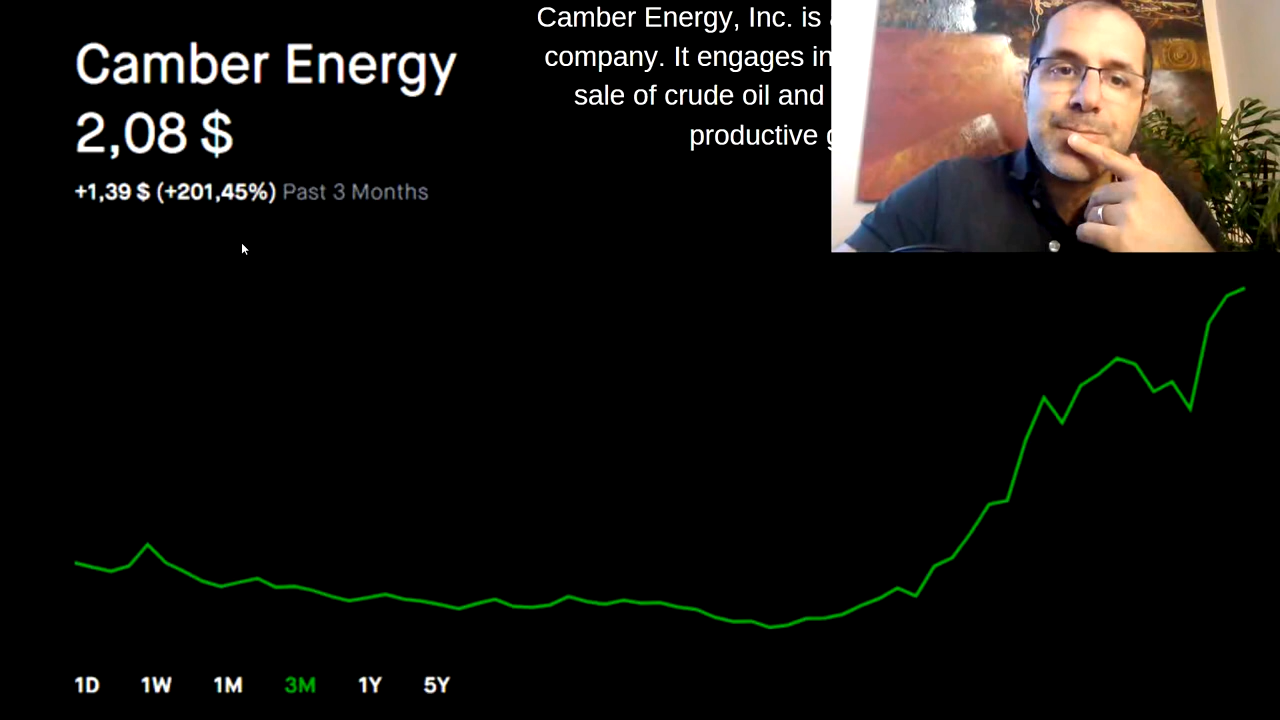 Camber Energy
2,08 $
+1,39 $ (+201,45%) Past 3 Months
Camber Energy, Inc. is
company. It engages in
sale of crude oil and
productive
1D 1W 1M 3M 1Y 5Y